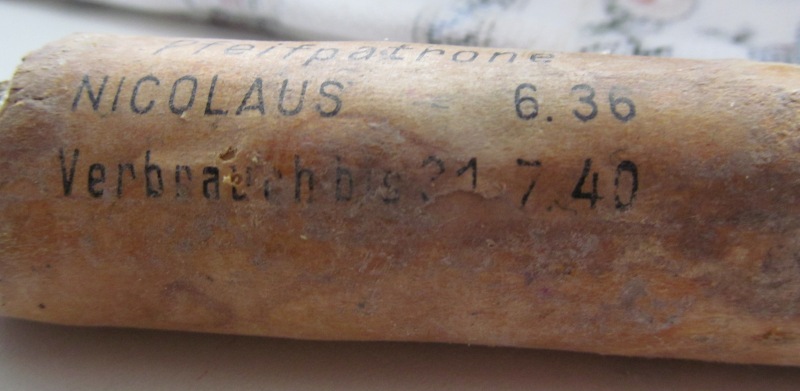 Pfeifpatrone
NICOLAUS - 6.36
Verbrauch bis 31 7.40